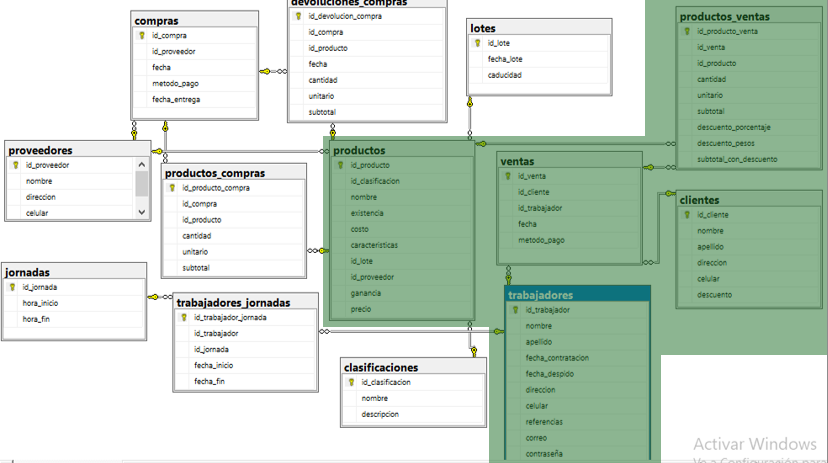 compras
id_compra
id_proveedor
fecha
metodo_pago
fecha_entrega
devoluciones_compras
id_devolucion_compra
id_compra
id_producto
fecha
cantidad
unitario
subtotal
lotes
id_lote
fecha_lote
caducidad
productos_ventas
id_producto_venta
id_venta
id_producto
cantidad
unitario
subtotal
descuento_porcentaje
descuento_pesos
subtotal_con_descuento
proveedores
id_proveedor
nombre
direccion
celular
productos_compras
id_producto_compra
id_compra
id_producto
cantidad
unitario
subtotal
productos
id_producto
id_clasificacion
nombre
existencia
costo
caracteristicas
id_lote
id_proveedor
ganancia
precio
ventas
id_venta
id_cliente
id_trabajador
fecha
metodo_pago
clientes
id_cliente
nombre
apellido
direccion
celular
descuento
jornadas
id_jornada
hora_inicio
hora_fin
trabajadores_jornadas
id_trabajador_jornada
id_trabajador
id_jornada
fecha_inicio
fecha_fin
clasificaciones
id_clasificacion
nombre
descripcion
trabajadores
id_trabajador
nombre
apellido
fecha_contratacion
fecha_despido
direccion
celular
referencias
correo
contraseña
Activar Windows
Ve a Configuración para